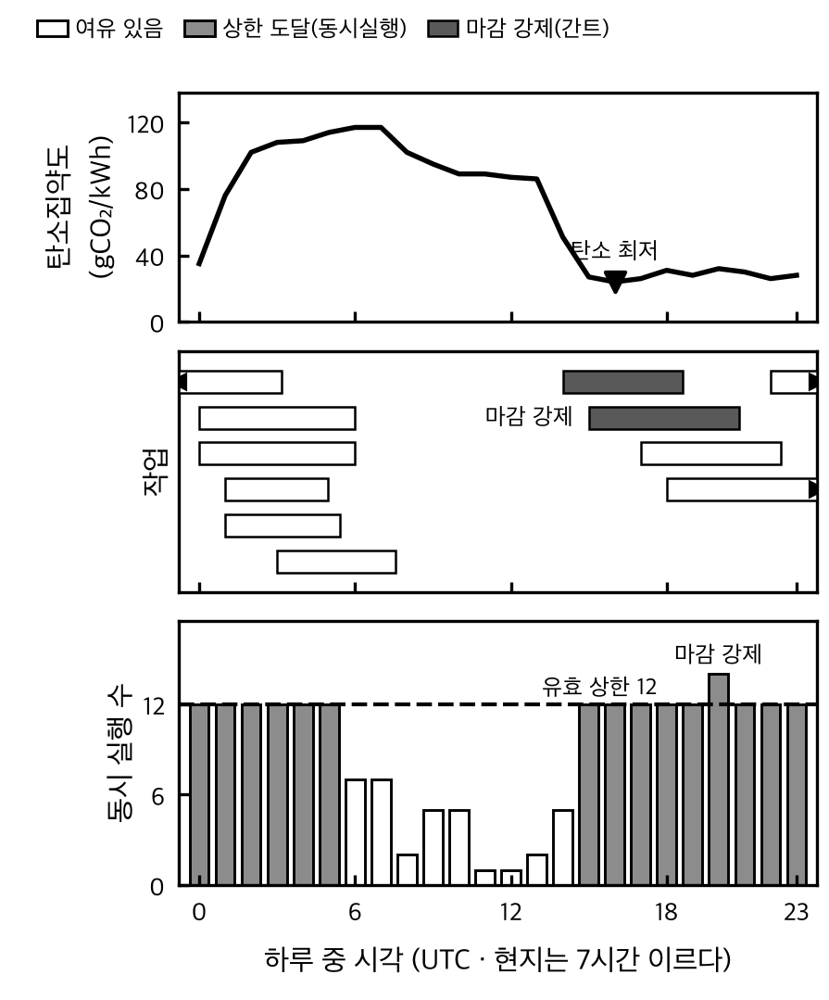 여유 있음 상한 도달(동시실행) 마감 강제(간트)
탄소집약도
(gCO₂/kWh)
120
80
40
0
탄소 최저
작업
마감 강제
동시 실행 수
마감 강제
유효 상한 12
12
6
0
0 6 12 18 23
하루 중 시각 (UTC · 현지는 7시간 이르다)